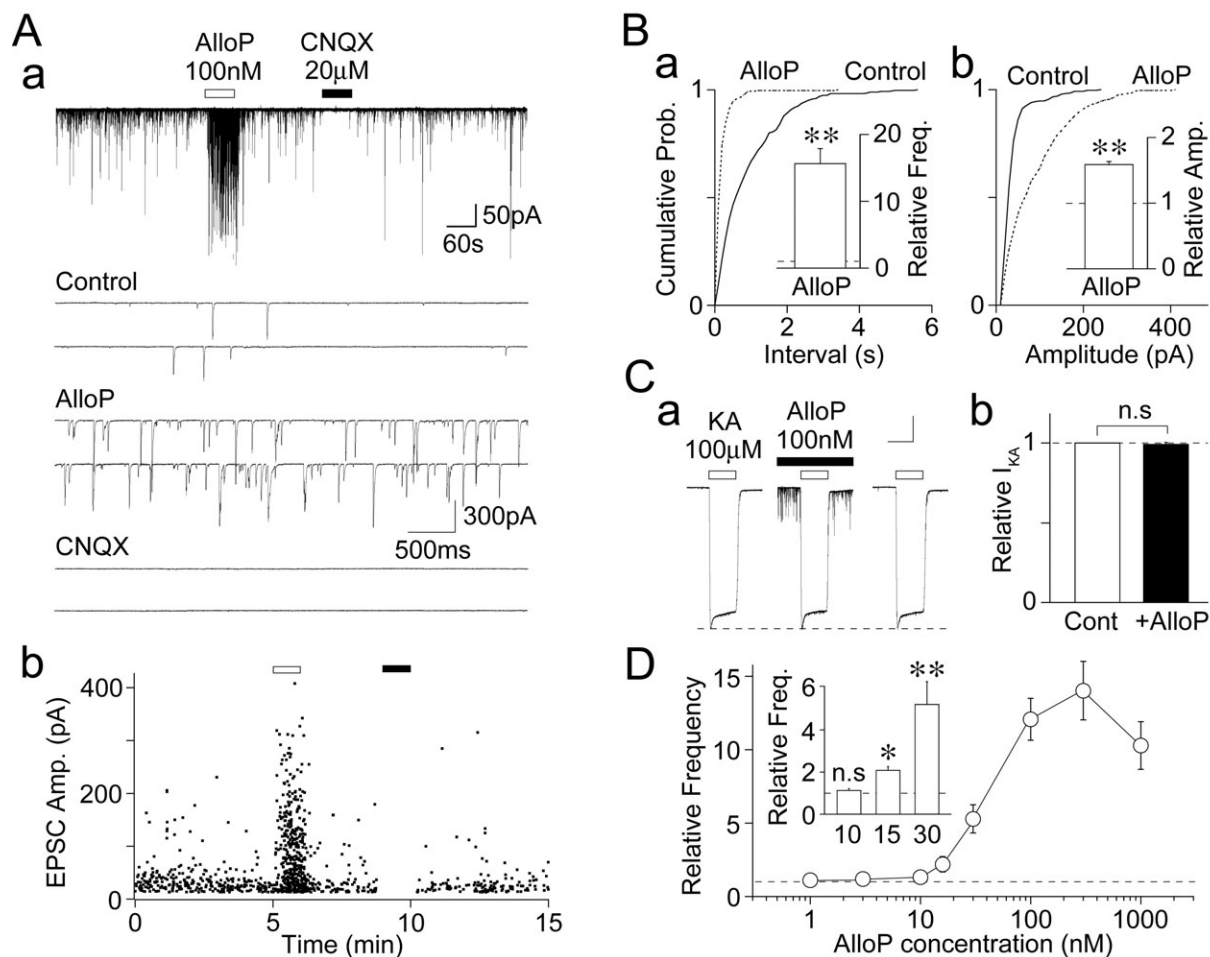 A
a
AlloP
100nM
CNQX
20μM
50pA
60s
Control
AlloP
300pA
500ms
CNQX
b
EPSC Amp. (pA)
400
200
0
0 5 10 15
Time (min)
B
a
AlloP Control
Cumulative Prob.
1
0
**
20
10
0
Relative Freq.
AlloP
0 2 4 6
Interval (s)
b
Control AlloP
1
0
**
2
1
0
Relative Amp.
AlloP
0 200 400
Amplitude (pA)
C
a
KA
100μM
AlloP
100nM
b
n.s
Relative I_KA
1
0
Cont +AlloP
D
Relative Frequency
15
10
5
0
Relative Freq.
6
4
2
0
n.s * **
10 15 30
1 10 100 1000
AlloP concentration (nM)